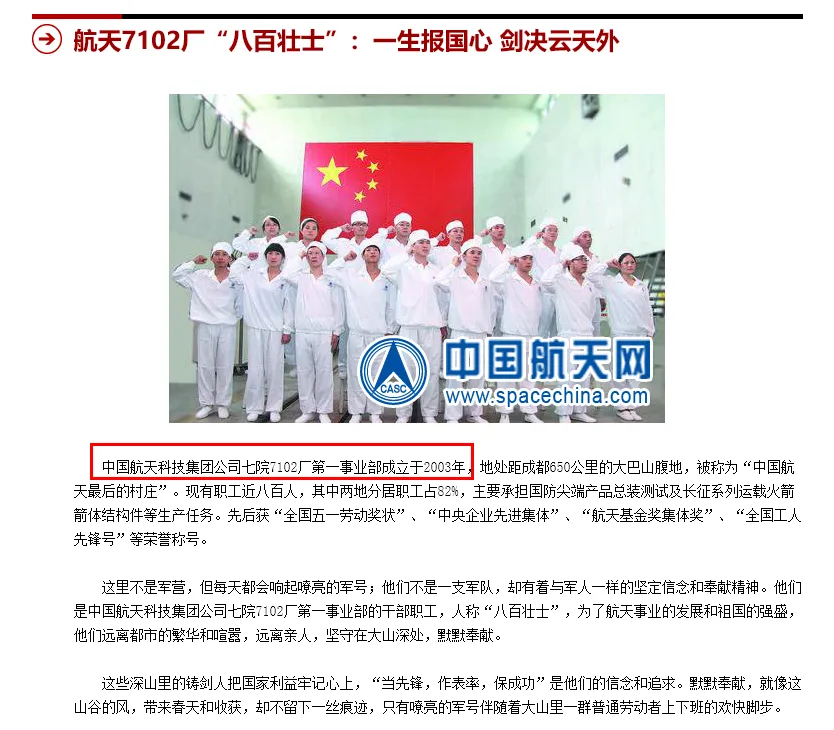 航天7102厂“八百壮士”：一生报国心 剑决云天外
CASC
中国航天网
www.spacechina.com
中国航天科技集团公司七院7102厂第一事业部成立于2003年，地处距成都650公里的大巴山腹地，被称为“中国航
天最后的村庄”。现有职工近八百人，其中两地分居职工占82%，主要承担国防尖端产品总装测试及长征系列运载火箭
箭体结构件等生产任务。先后获“全国五一劳动奖状”、“中央企业先进集体”、“航天基金奖集体奖”、“全国工人
先锋号”等荣誉称号。
这里不是军营，但每天都会响起嘹亮的军号；他们不是一支军队，却有着与军人一样的坚定信念和奉献精神。他们
是中国航天科技集团公司七院7102厂第一事业部的干部职工，人称“八百壮士”，为了航天事业的发展和祖国的强盛，
他们远离都市的繁华和喧嚣，远离亲人，坚守在大山深处，默默奉献。
这些深山里的铸剑人把国家利益牢记心上，“当先锋，作表率，保成功”是他们的信念和追求。默默奉献，就像这
山谷的风，带来春天和收获，却不留下一丝痕迹，只有嘹亮的军号伴随着大山里一群普通劳动者上下班的欢快脚步。